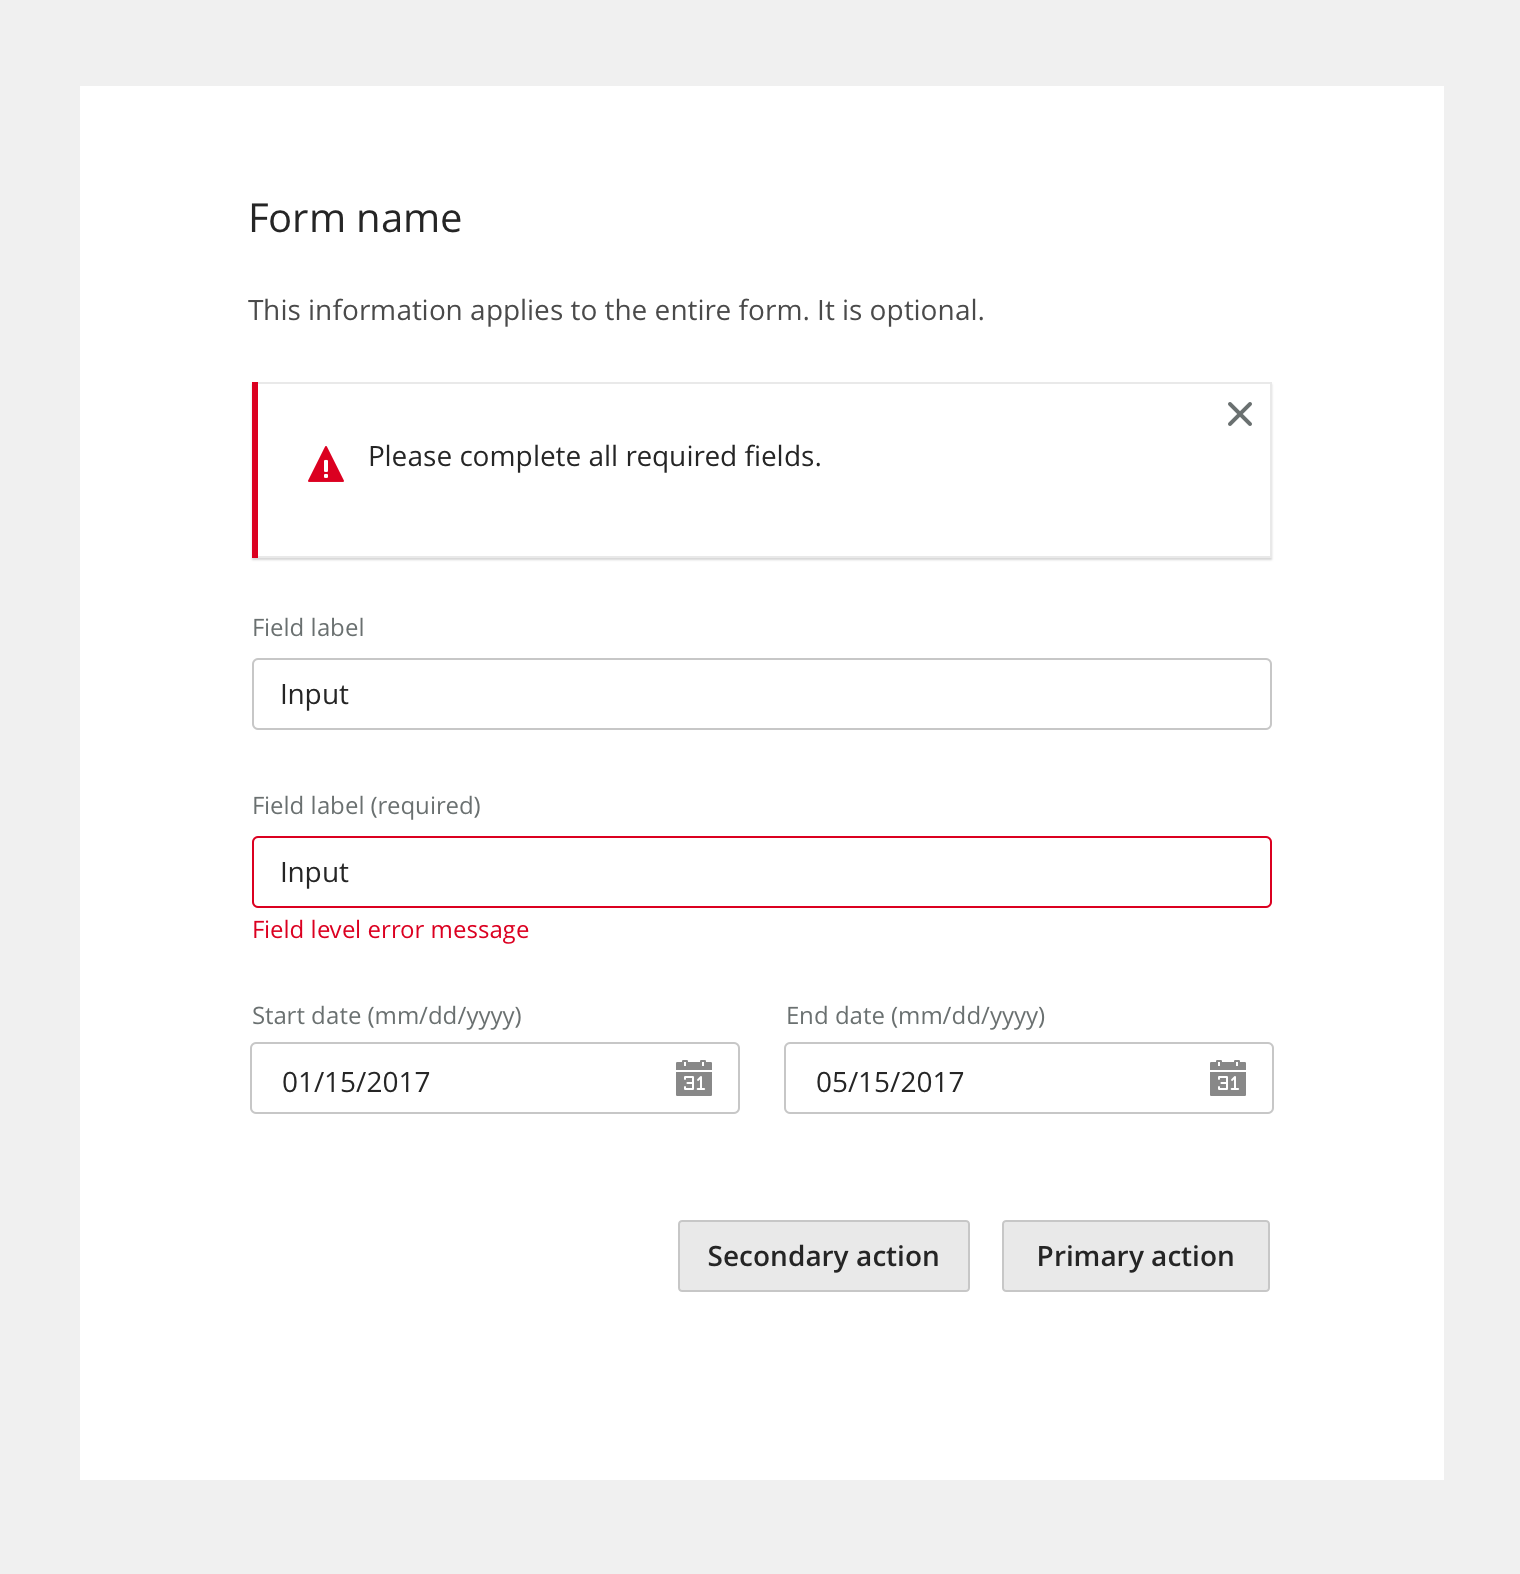 Form name
This information applies to the entire form. It is optional.
Please complete all required fields.
Field label
Input
Field label (required)
Input
Field level error message
Start date (mm/dd/yyyy)
End date (mm/dd/yyyy)
01/15/2017
31
05/15/2017
31
Secondary action
Primary action